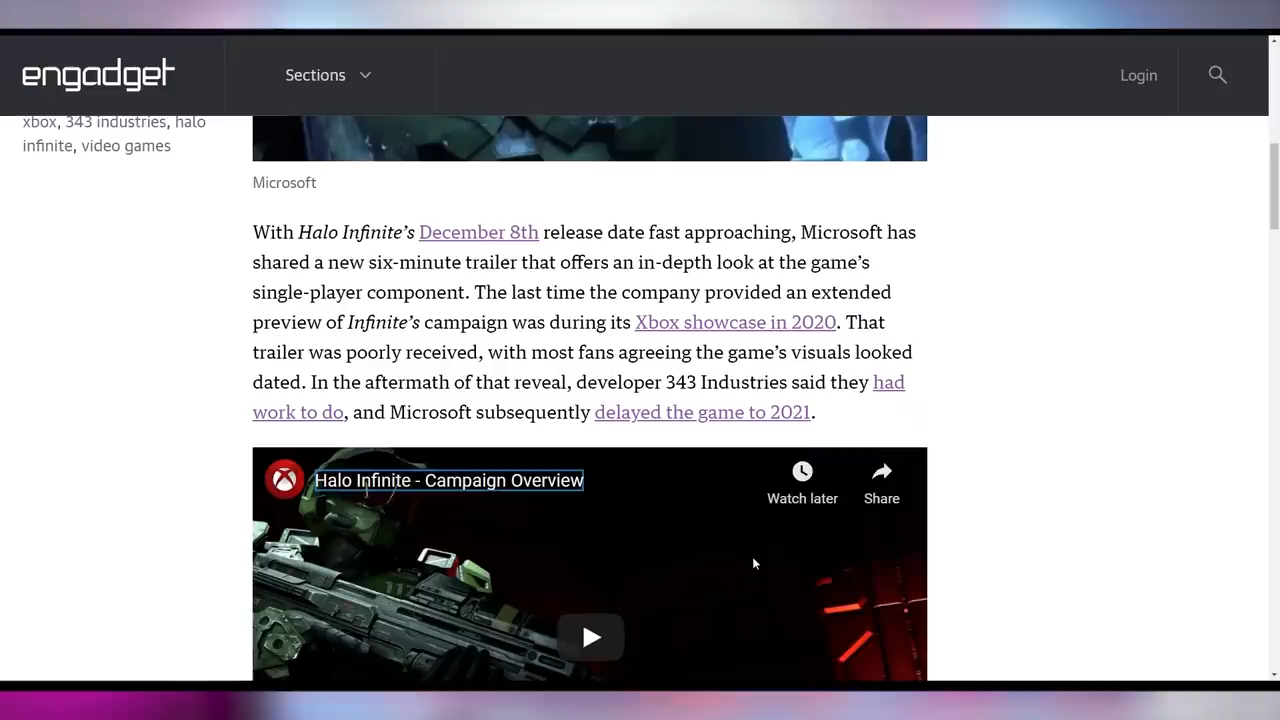 engadget
Sections
Login
xbox, 343 industries, halo
infinite, video games
Microsoft
With Halo Infinite's December 8th release date fast approaching, Microsoft has
shared a new six-minute trailer that offers an in-depth look at the game's
single-player component. The last time the company provided an extended
preview of Infinite's campaign was during its Xbox showcase in 2020. That
trailer was poorly received, with most fans agreeing the game's visuals looked
dated. In the aftermath of that reveal, developer 343 Industries said they had
work to do, and Microsoft subsequently delayed the game to 2021.
Halo Infinite - Campaign Overview
Watch later
Share